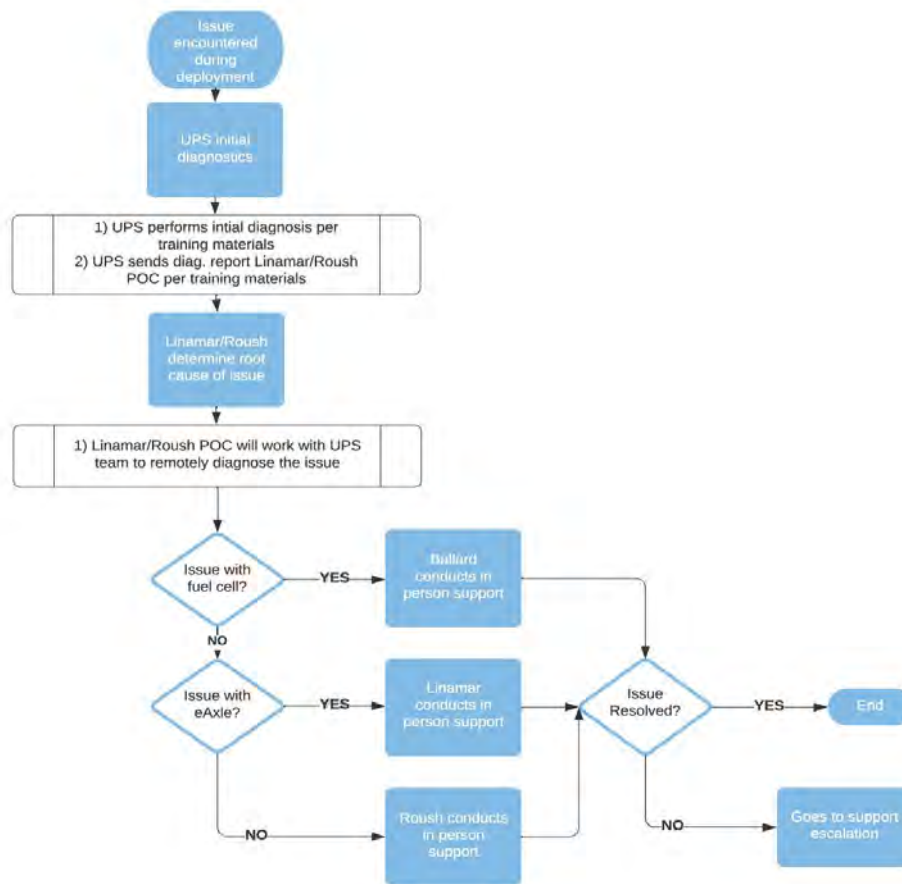 Issue
encountered
during
deployment
UPS initial
diagnostics
1) UPS performs intial diagnosis per
training materials
2) UPS sends diag. report Linamar/Roush
POC per training materials
Linamar/Roush
determine root
cause of issue
1) Linamar/Roush POC will work with UPS
team to remotely diagnose the issue
Issue with
fuel cell?
YES
Ballard
conducts in
person support
NO
Issue with
eAxle?
YES
Linamar
conducts in
person support
Issue
Resolved?
YES
End
NO
Roush conducts
in person
support.
NO
Goes to support
escalation